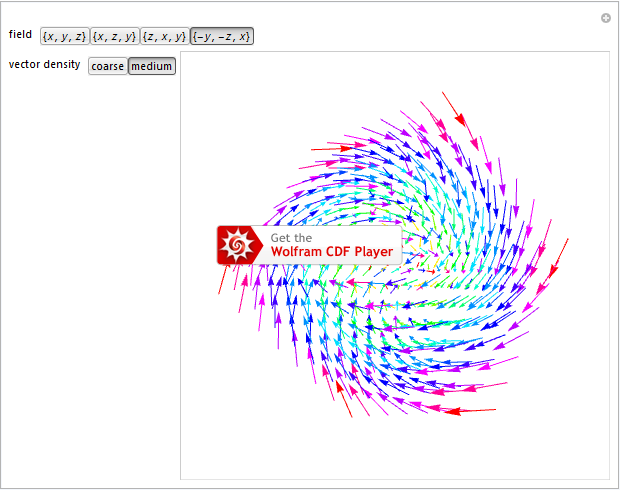 field {x, y, z} {x, z, y} {z, x, y} {−y, −z, x}
vector density coarse medium
Get the
Wolfram CDF Player